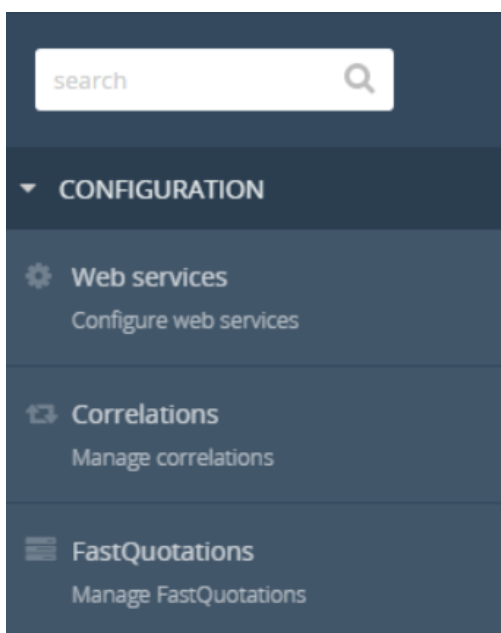 search
CONFIGURATION
Web services
Configure web services
Correlations
Manage correlations
FastQuotations
Manage FastQuotations